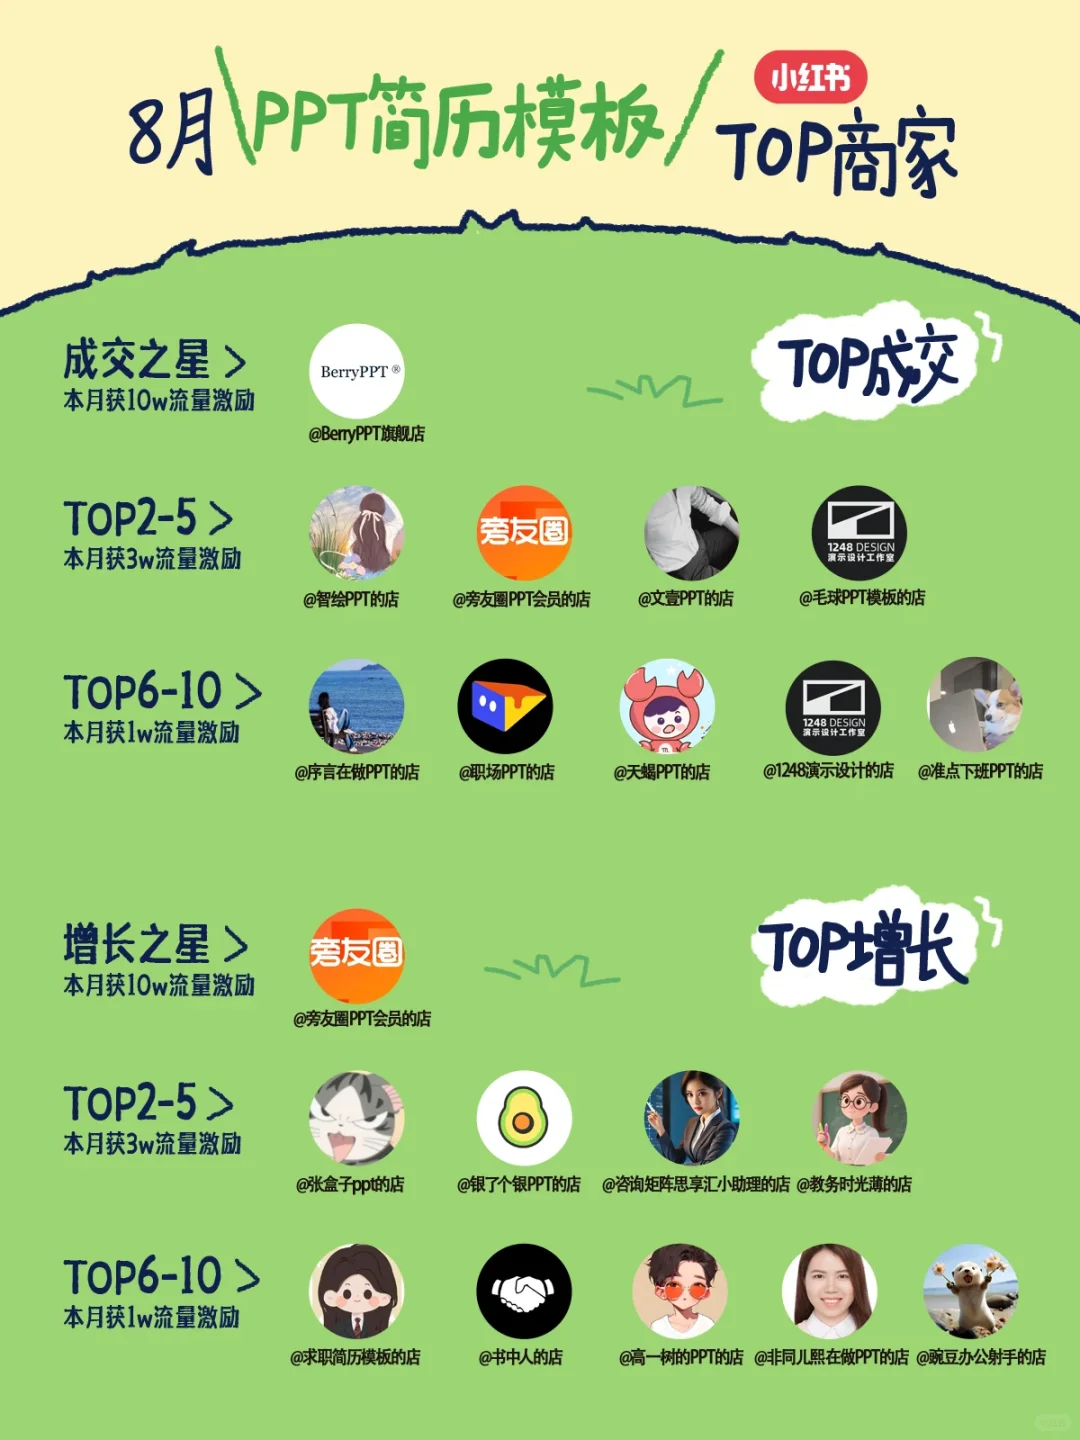 8月\PPT简历模板/
小红书
TOP商家
成交之星 >
本月获10w流量激励
BerryPPT ®
@BerryPPT旗舰店
TOP成交
TOP2-5 >
本月获3w流量激励
旁友圈
1248 DESIGN
演示设计工作室
@智绘PPT的店
@旁友圈PPT会员的店
@文壹PPT的店
@毛球PPT模板的店
TOP6-10 >
本月获1w流量激励
1248 DESIGN
演示设计工作室
@序言在做PPT的店
@职场PPT的店
@天蝎PPT的店
@1248演示设计的店
@准点下班PPT的店
增长之星 >
本月获10w流量激励
旁友圈
@旁友圈PPT会员的店
TOP增长
TOP2-5 >
本月获3w流量激励
@张盒子ppt的店
@银了个银PPT的店
@咨询矩阵思享汇小助理的店
@教务时光薄的店
TOP6-10 >
本月获1w流量激励
@求职简历模板的店
@书中人的店
@高一树的PPT的店
@非同儿熙在做PPT的店
@豌豆办公射手的店